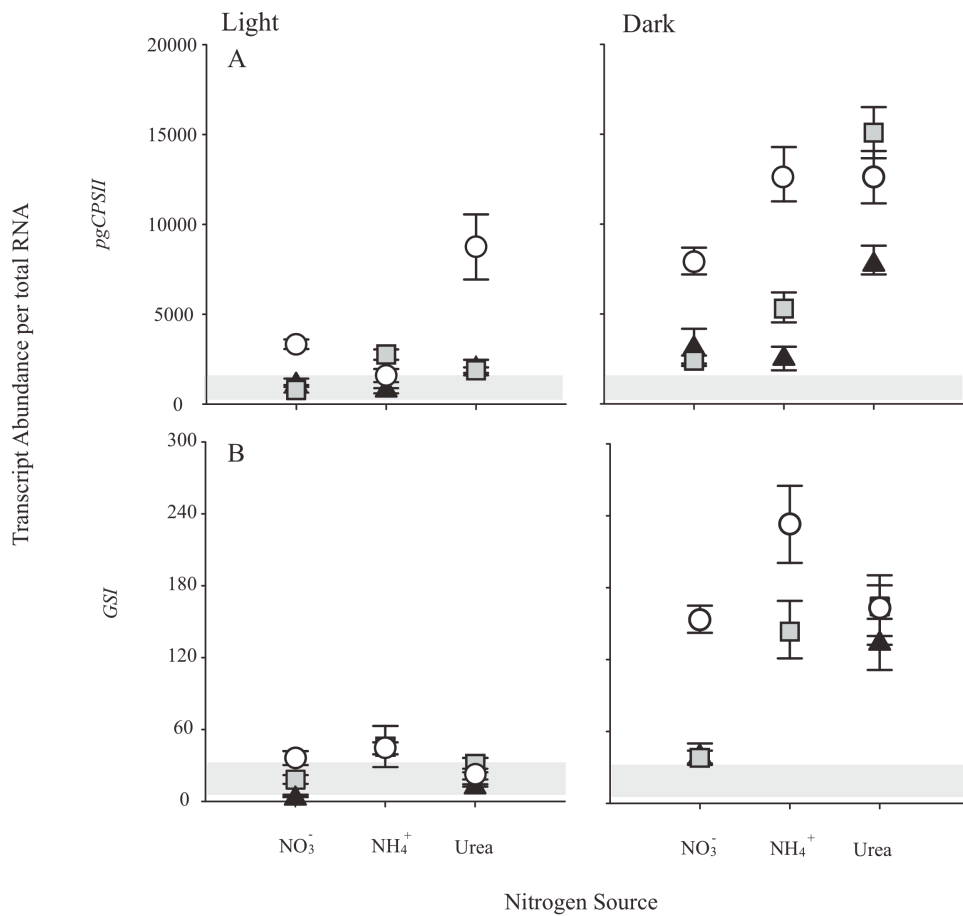 Light
Dark
A
20000
15000
10000
5000
0
pgCPSII
Transcript Abundance per total RNA
B
300
240
180
120
60
0
GSI
NO₃⁻ NH₄⁺ Urea
NO₃⁻ NH₄⁺ Urea
Nitrogen Source